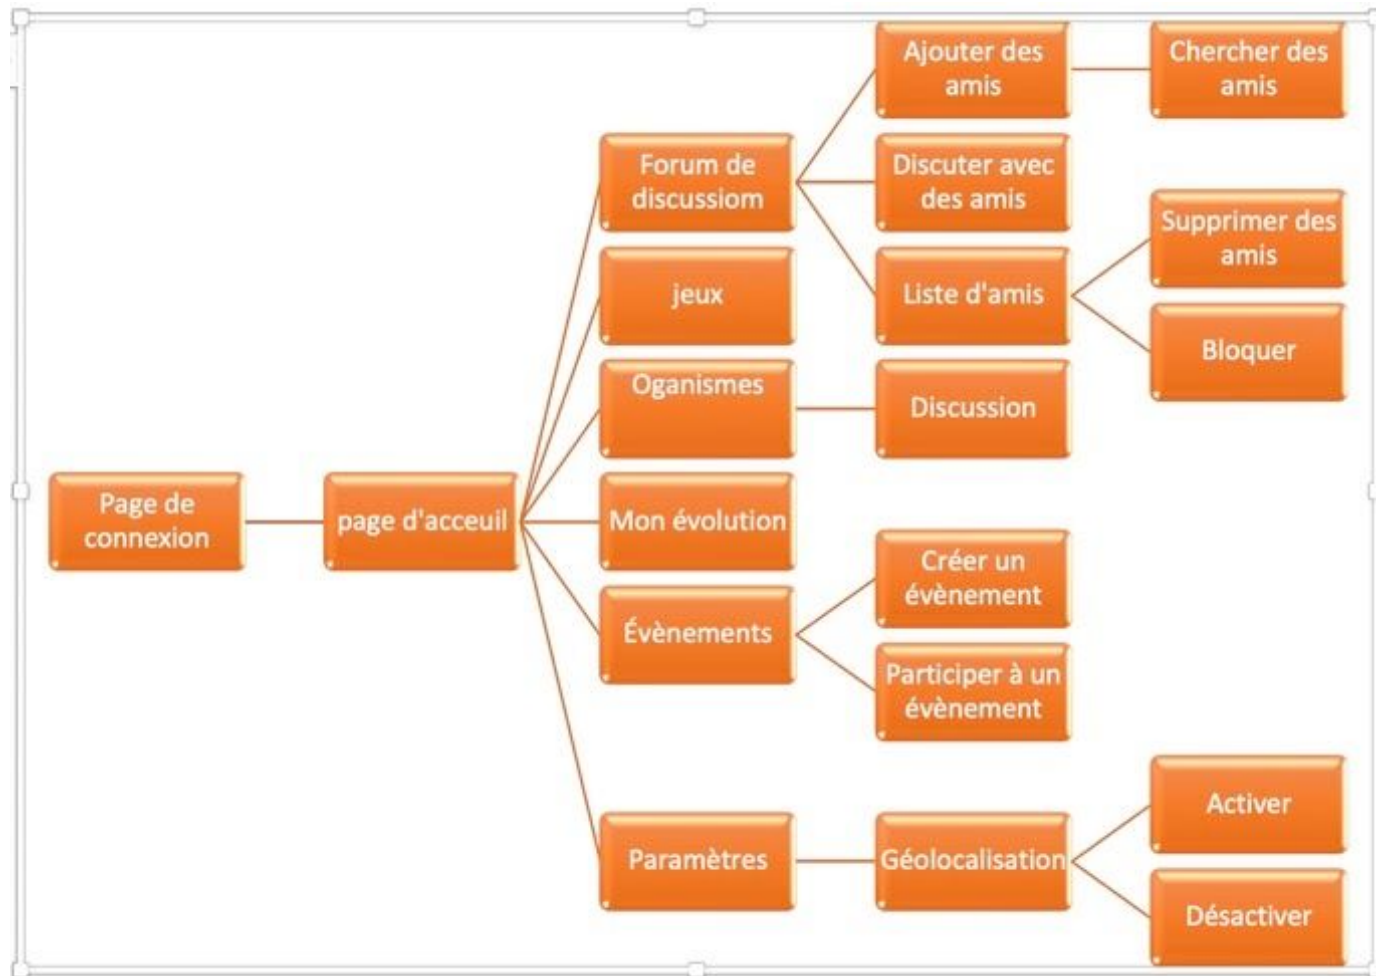 Ajouter des
amis
Chercher des
amis
Forum de
discussiom
Discuter avec
des amis
Supprimer des
amis
jeux
Liste d'amis
Bloquer
Oganismes
Discussion
Page de
connexion
page d'acceuil
Mon évolution
Créer un
évènement
Évènements
Participer à un
évènement
Activer
Paramètres
Géolocalisation
Désactiver